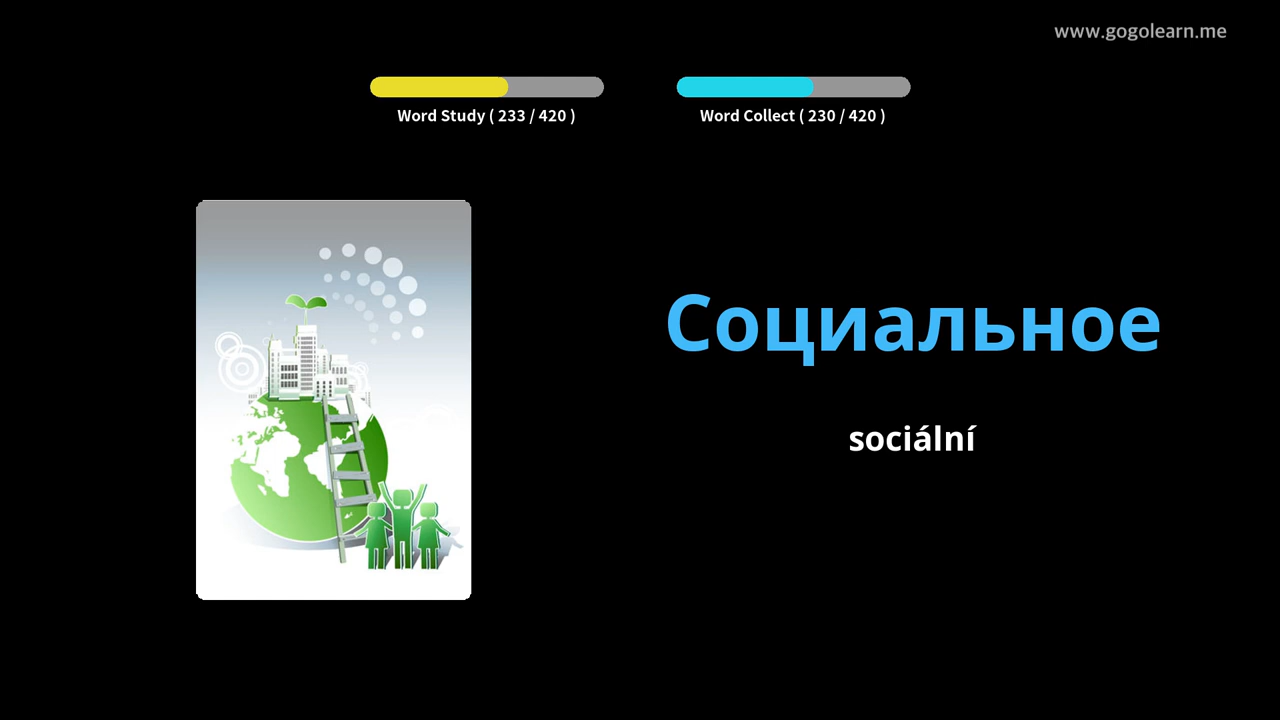 www.gogolearn.me
Word Study ( 233 / 420 )
Word Collect ( 230 / 420 )
Социальное
sociální